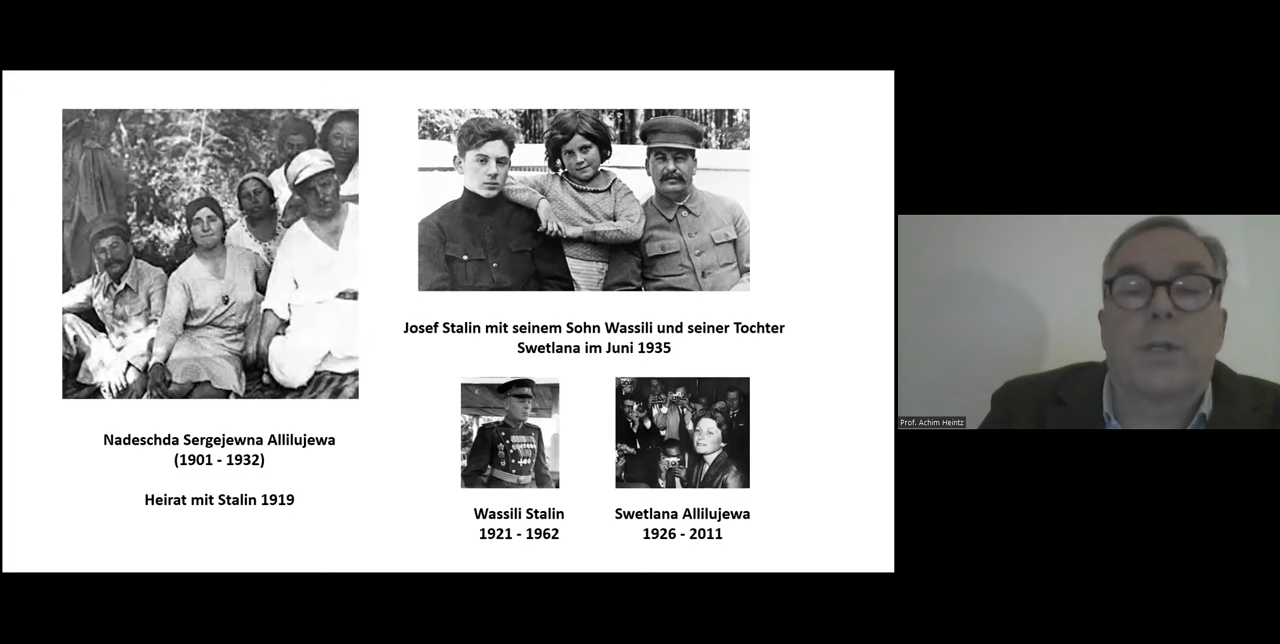 Josef Stalin mit seinem Sohn Wassili und seiner Tochter
Swetlana im Juni 1935
Nadeschda Sergejewna Allilujewa
(1901 - 1932)
Heirat mit Stalin 1919
Wassili Stalin
1921 - 1962
Swetlana Allilujewa
1926 - 2011
Prof. Achim Heintz